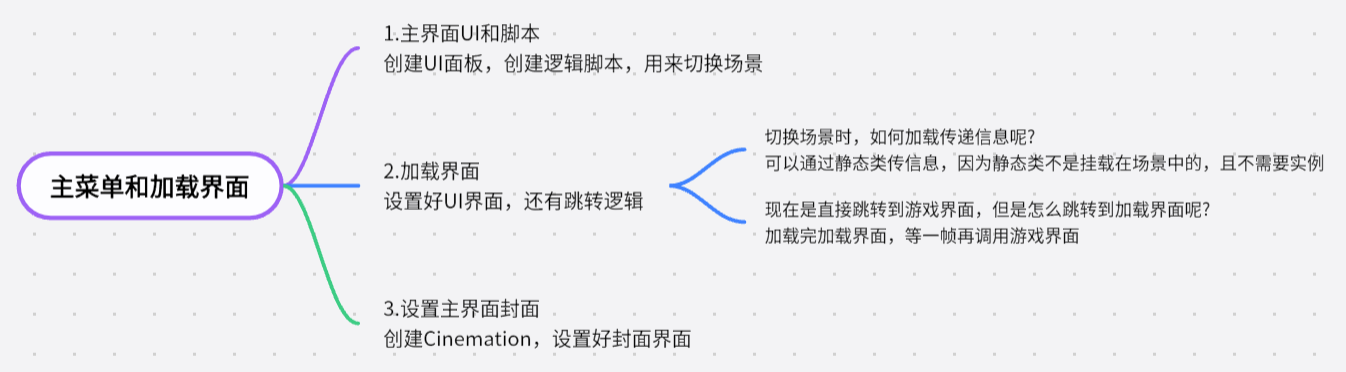 主菜单和加载界面
1.主界面UI和脚本
创建UI面板，创建逻辑脚本，用来切换场景
2.加载界面
设置好UI界面，还有跳转逻辑
切换场景时，如何加载传递信息呢?
可以通过静态类传信息，因为静态类不是挂载在场景中的，且不需要实例
现在是直接跳转到游戏界面，但是怎么跳转到加载界面呢?
加载完加载界面，等一帧再调用游戏界面
3.设置主界面封面
创建Cinemation，设置好封面界面